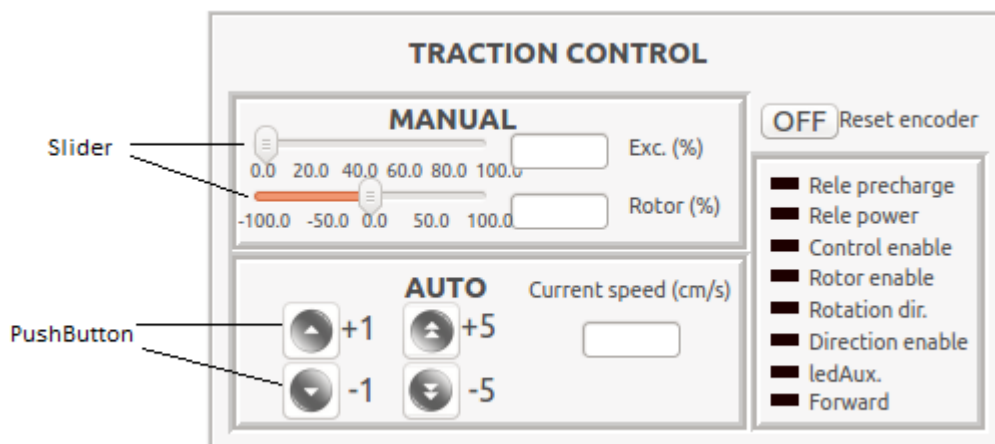 TRACTION CONTROL
MANUAL
Slider
0.0 20.0 40.0 60.0 80.0 100.0
Exc. (%)
-100.0 -50.0 0.0 50.0 100.0
Rotor (%)
OFF Reset encoder
Rele precharge
Rele power
Control enable
Rotor enable
Rotation dir.
Direction enable
ledAux.
Forward
AUTO
Current speed (cm/s)
PushButton
+1 +5
-1 -5